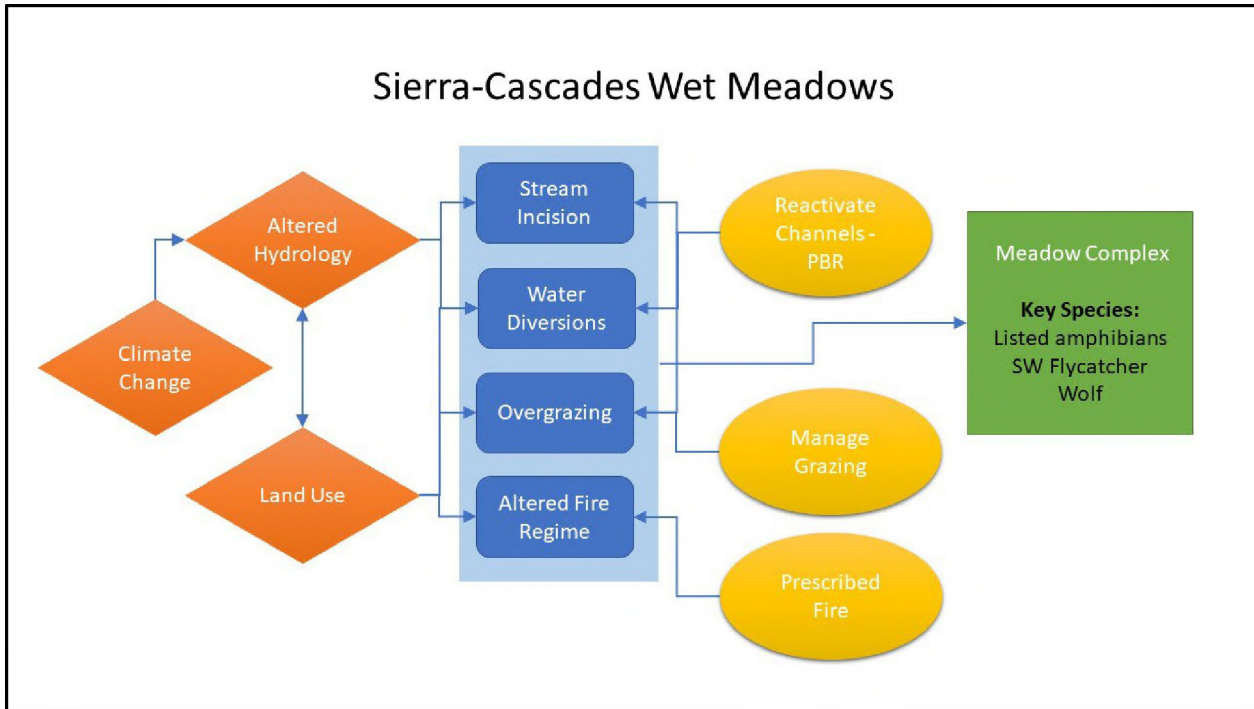 Sierra-Cascades Wet Meadows
Altered
Hydrology
Climate
Change
Land Use
Stream
Incision
Water
Diversions
Overgrazing
Altered Fire
Regime
Reactivate
Channels -
PBR
Manage
Grazing
Prescribed
Fire
Meadow Complex
Key Species:
Listed amphibians
SW Flycatcher
Wolf